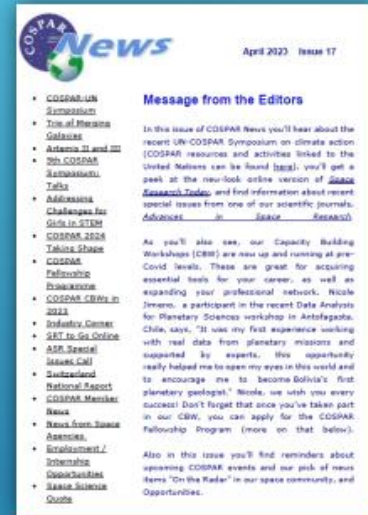 COSPAR
News
April 2023 Issue 17
COSPAR-UN
Symposium
Trio of Merging
Galaxies
Artemis II and III
5th COSPAR
Symposium:
Talks
Addressing
Challenges for
Girls in STEM
COSPAR 2024
Taking Shape
COSPAR
Fellowship
Programme
COSPAR CBWs in
2023
Industry Corner
SRT to Go Online
ASR Special
Issues Call
Switzerland
National Report
COSPAR Member
News
News from Space
Agencies
Employment /
Internship
Opportunities
Space Science
Quote
Message from the Editors
In this issue of COSPAR News you'll hear about the
recent UN-COSPAR Symposium on climate action
(COSPAR resources and activities linked to the
United Nations can be found here), you'll get a
peek at the new-look online version of Space
Research Today, and find information about recent
special issues from one of our scientific journals,
Advances in Space Research.
As you'll also see, our Capacity Building
Workshops (CBW) are now up and running at pre-
Covid levels. These are great for acquiring
essential tools for your career, as well as
expanding your professional network. Nicole
Jimeno, a participant in the recent Data Analysis
for Planetary Sciences workshop in Antofagasta,
Chile, says, "It was my first experience working
with real data from planetary missions and
supported by experts, this opportunity
really helped me to open my eyes in this world and
to encourage me to become Bolivia's first
planetary geologist." Nicole, we wish you every
success! Don't forget that once you've taken part
in our CBW, you can apply for the COSPAR
Fellowship Program (more on that below).
Also in this issue you'll find reminders about
upcoming COSPAR events and our pick of news
items "On the Radar" in our space community, and
Opportunities.